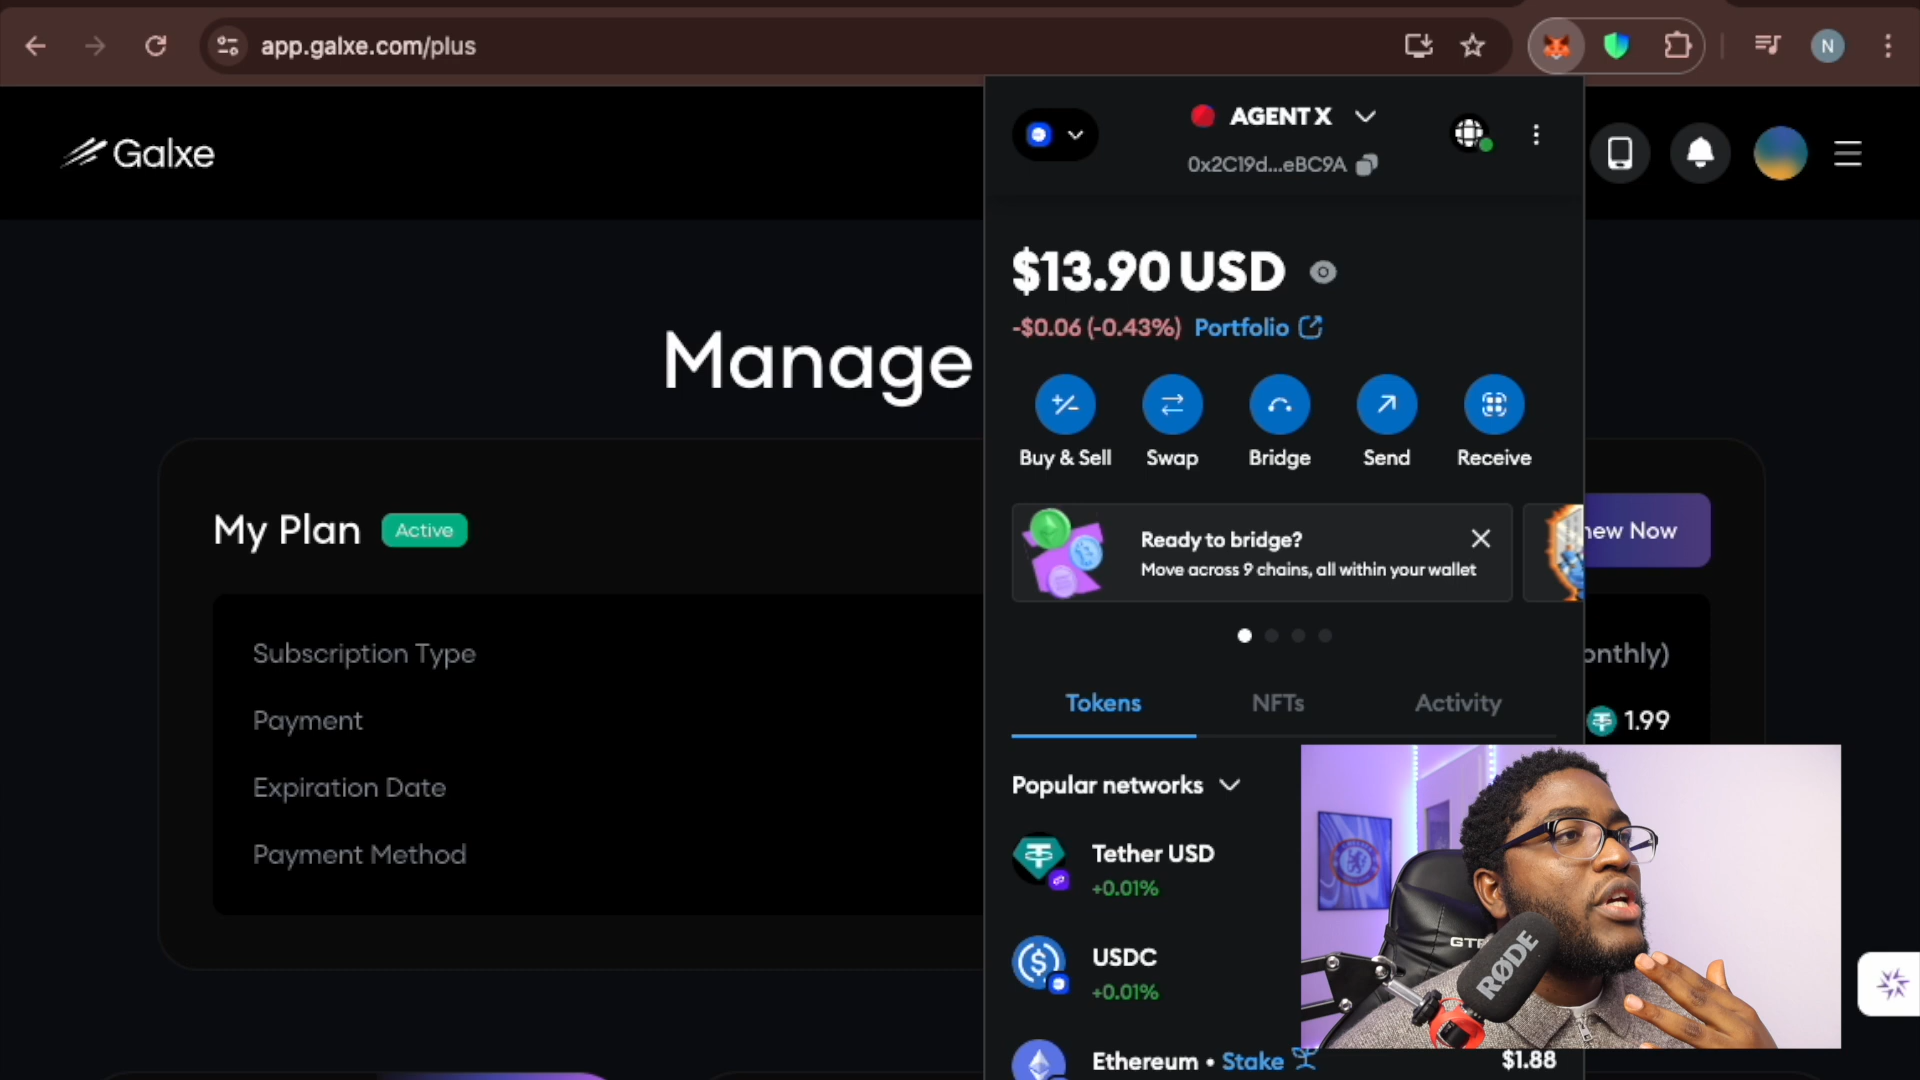 app.galxe.com/plus
N
Galxe
AGENT X
0x2C19d...eBC9A
$13.90 USD
-$0.06 (-0.43%) Portfolio
Manage
Buy & Sell
Swap
Bridge
Send
Receive
My Plan
Active
Ready to bridge?
Move across 9 chains, all within your wallet
new Now
Subscription Type
onthly)
Tokens
NFTs
Activity
Payment
1.99
Expiration Date
Popular networks
Payment Method
Tether USD
+0.01%
USDC
+0.01%
RØDE
Ethereum • Stake
$1.88